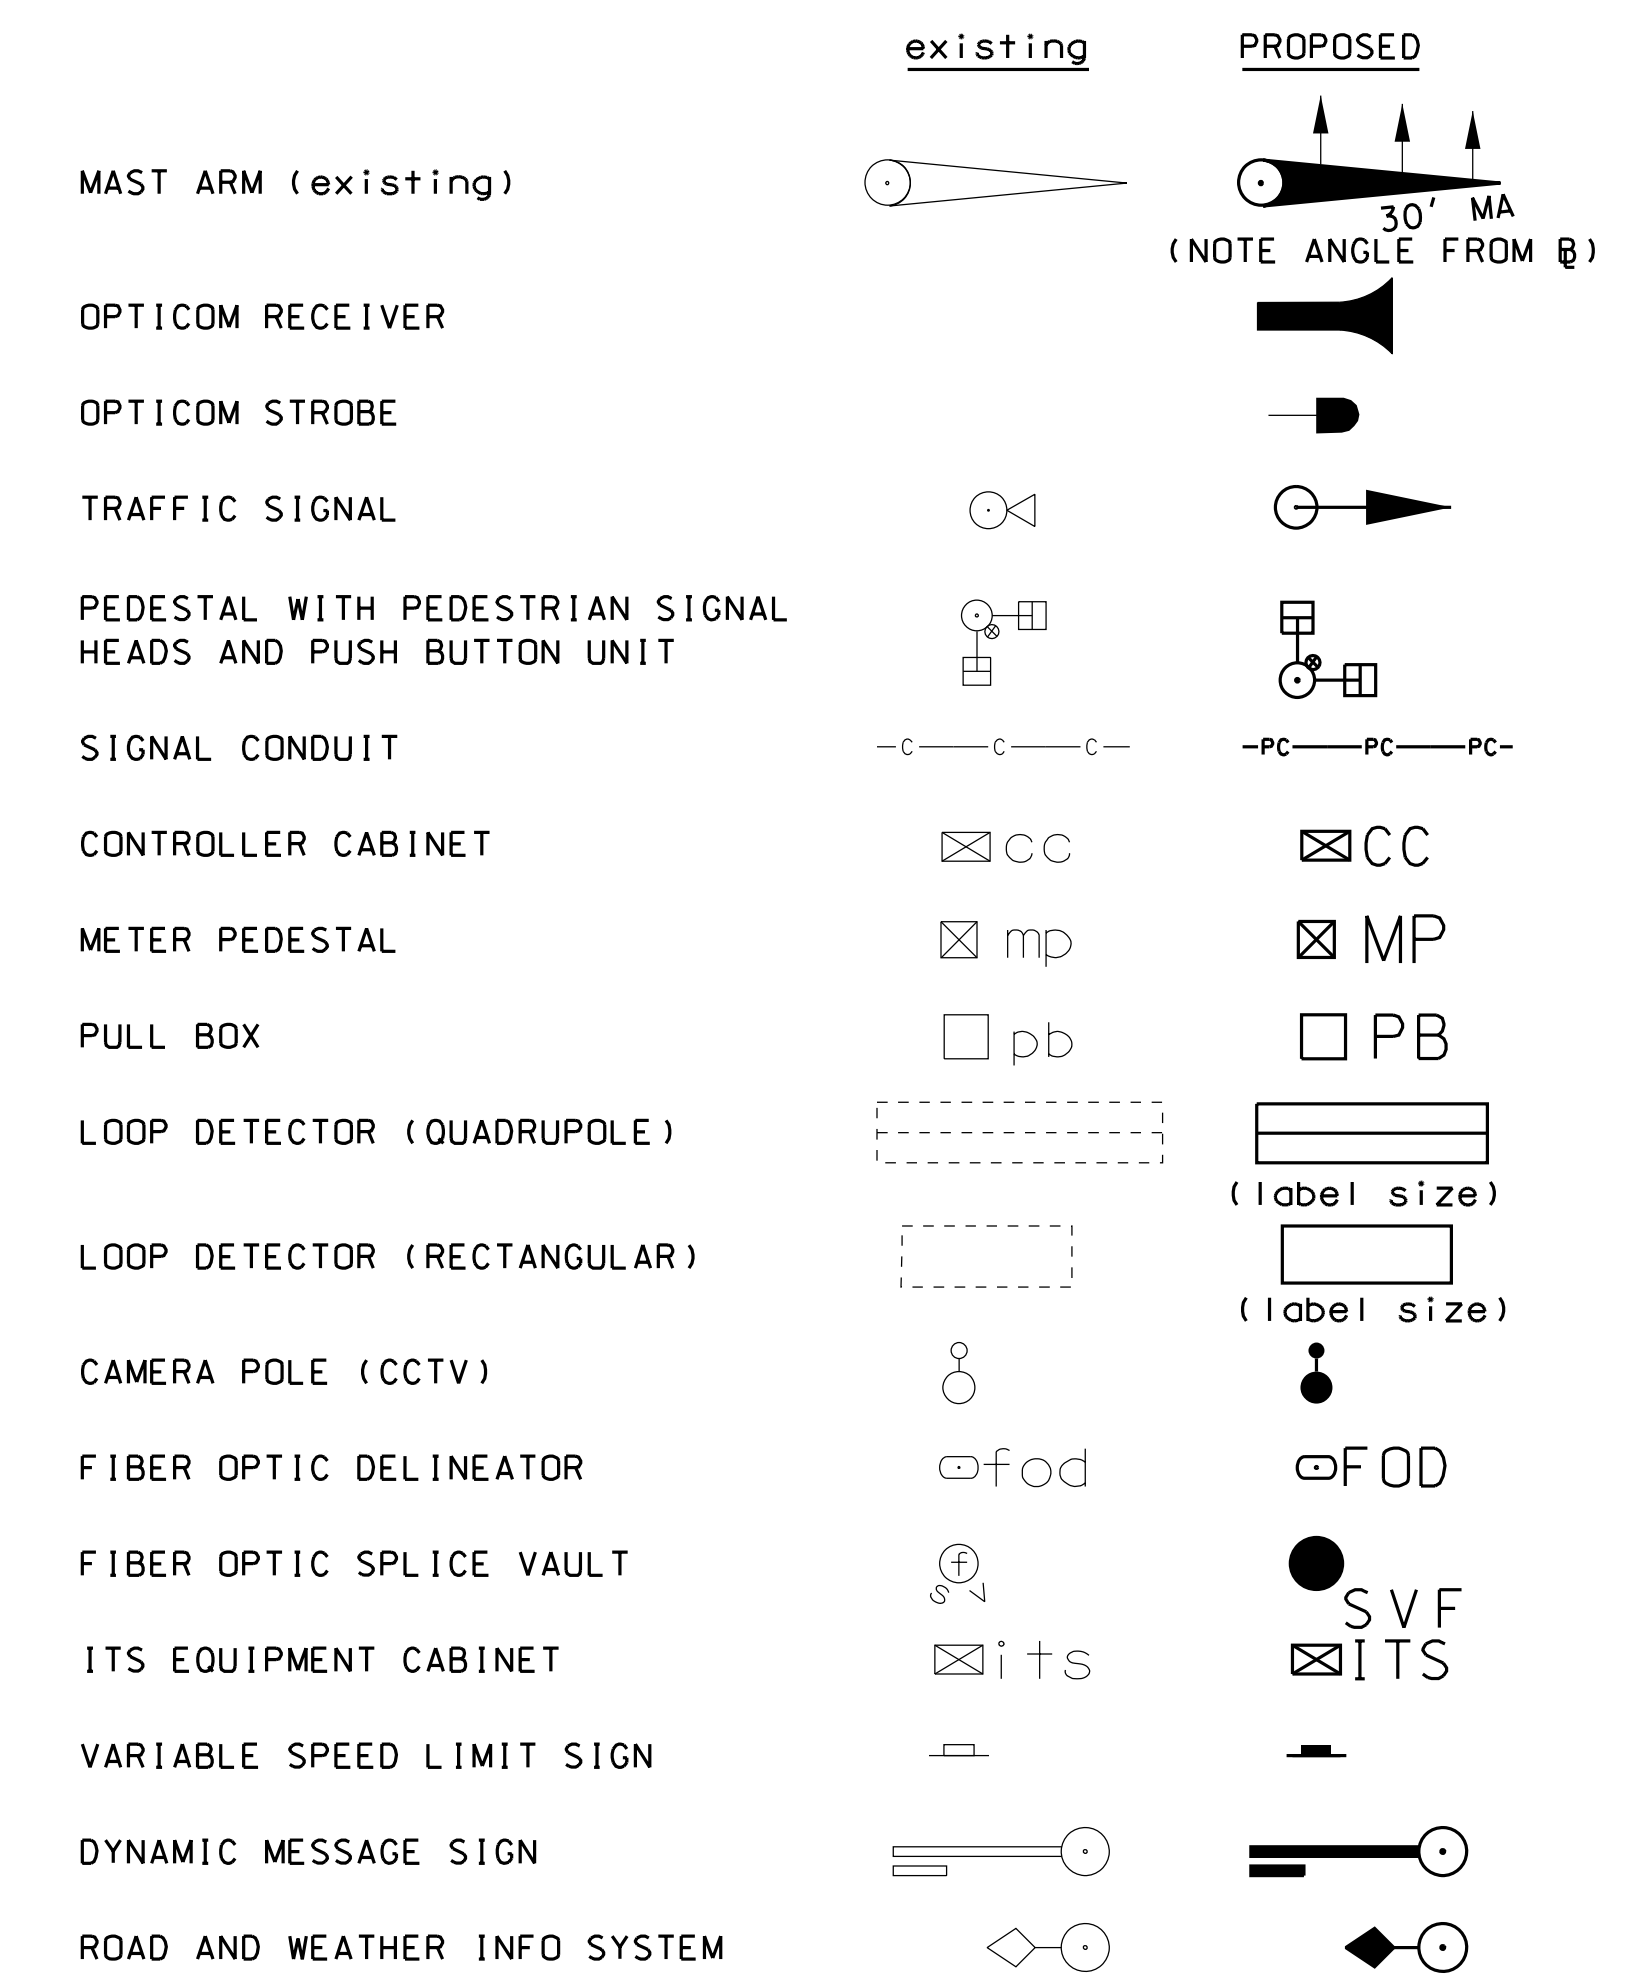 existing PROPOSED
MAST ARM (existing)
30' MA
(NOTE ANGLE FROM BL)
OPTICOM RECEIVER
OPTICOM STROBE
TRAFFIC SIGNAL
PEDESTAL WITH PEDESTRIAN SIGNAL
HEADS AND PUSH BUTTON UNIT
SIGNAL CONDUIT C C C PC PC PC
CONTROLLER CABINET cc CC
METER PEDESTAL mp MP
PULL BOX pb PB
LOOP DETECTOR (QUADRUPOLE)
(label size)
LOOP DETECTOR (RECTANGULAR)
(label size)
CAMERA POLE (CCTV)
FIBER OPTIC DELINEATOR fod FOD
FIBER OPTIC SPLICE VAULT f
s v SVF
ITS EQUIPMENT CABINET its ITS
VARIABLE SPEED LIMIT SIGN
DYNAMIC MESSAGE SIGN
ROAD AND WEATHER INFO SYSTEM